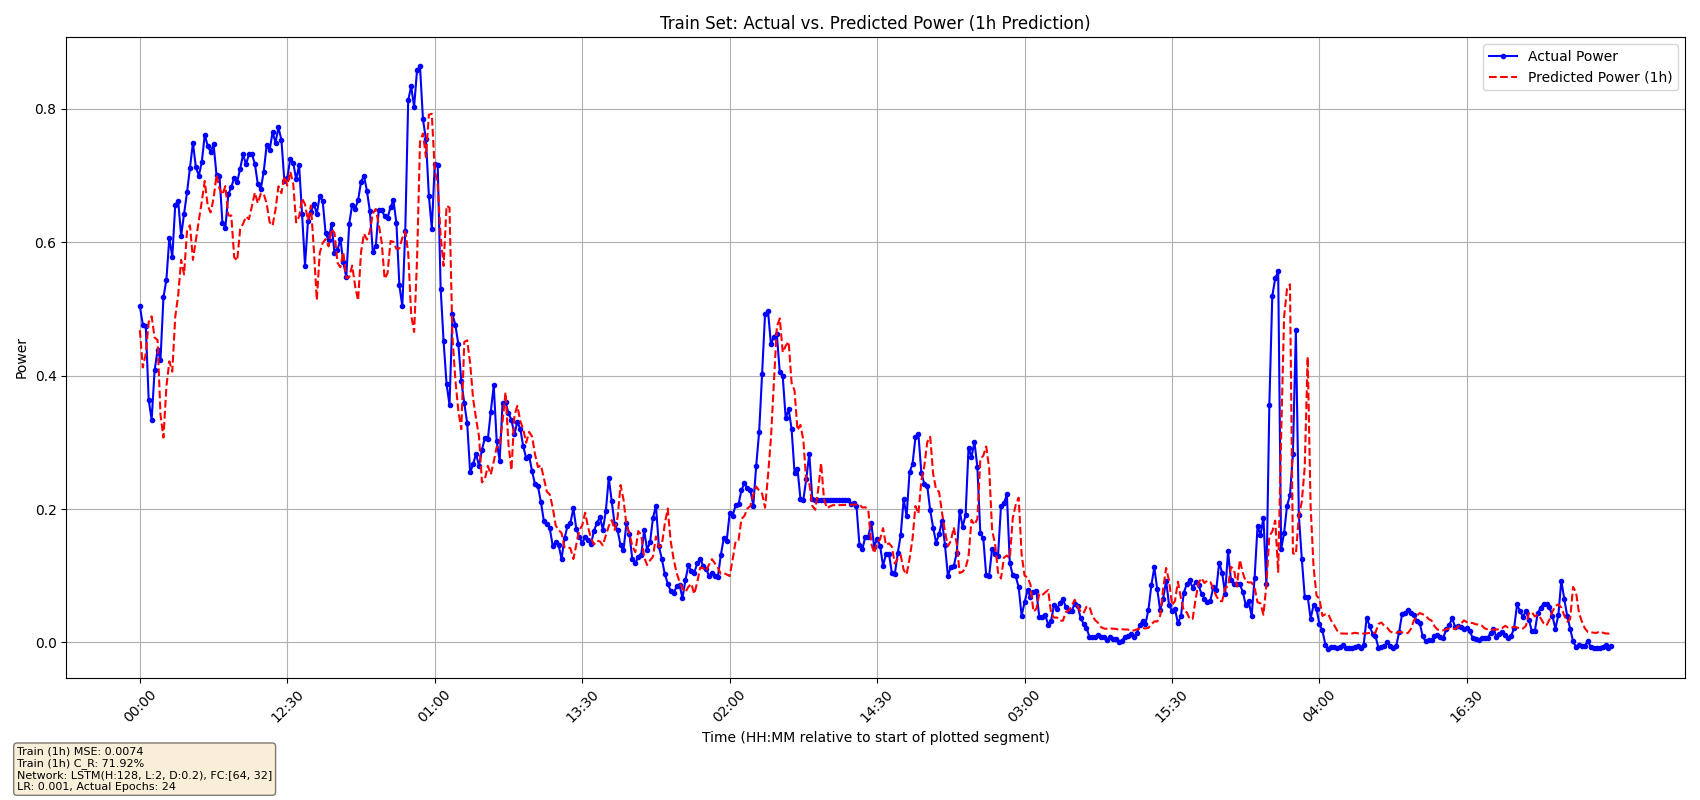 Train Set: Actual vs. Predicted Power (1h Prediction)
Actual Power
Predicted Power (1h)
Power
0.8
0.6
0.4
0.2
0.0
00:00
12:30
01:00
13:30
02:00
14:30
03:00
15:30
04:00
16:30
Time (HH:MM relative to start of plotted segment)
Train (1h) MSE: 0.0074
Train (1h) C_R: 71.92%
Network: LSTM(H:128, L:2, D:0.2), FC:[64, 32]
LR: 0.001, Actual Epochs: 24